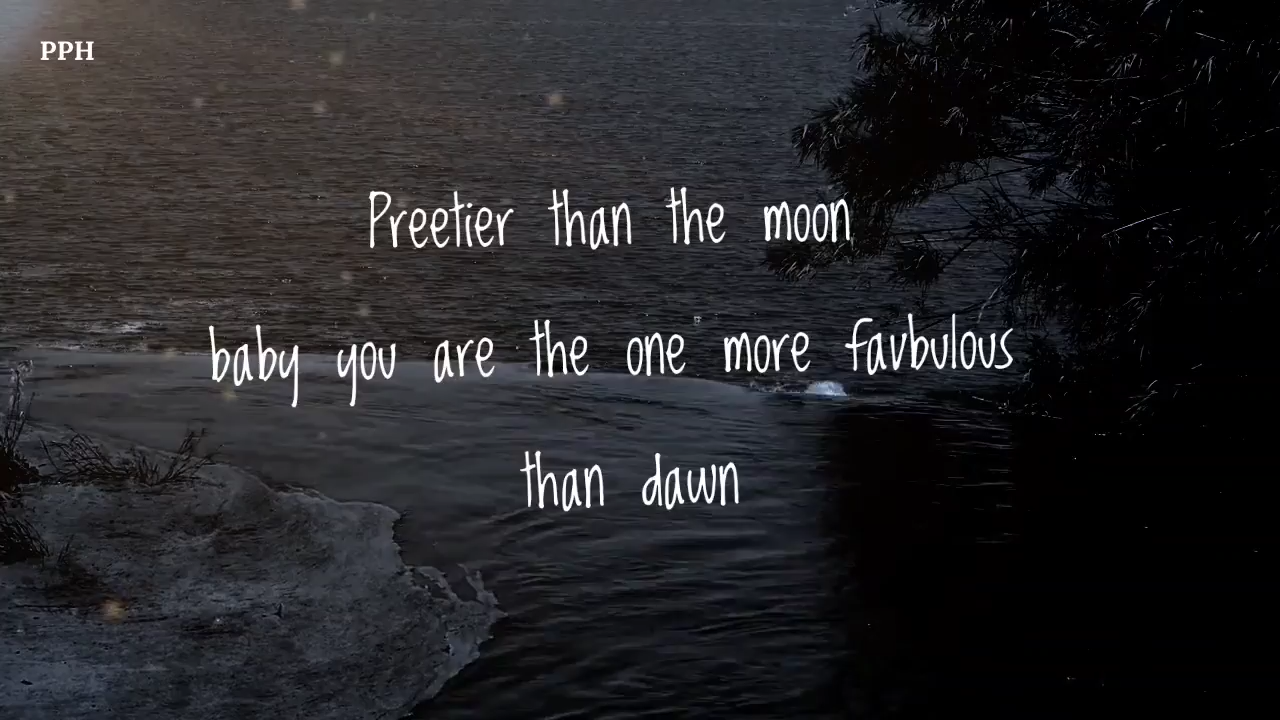 PPH
Preetier than the moon
baby you are the one more favbulous
than dawn